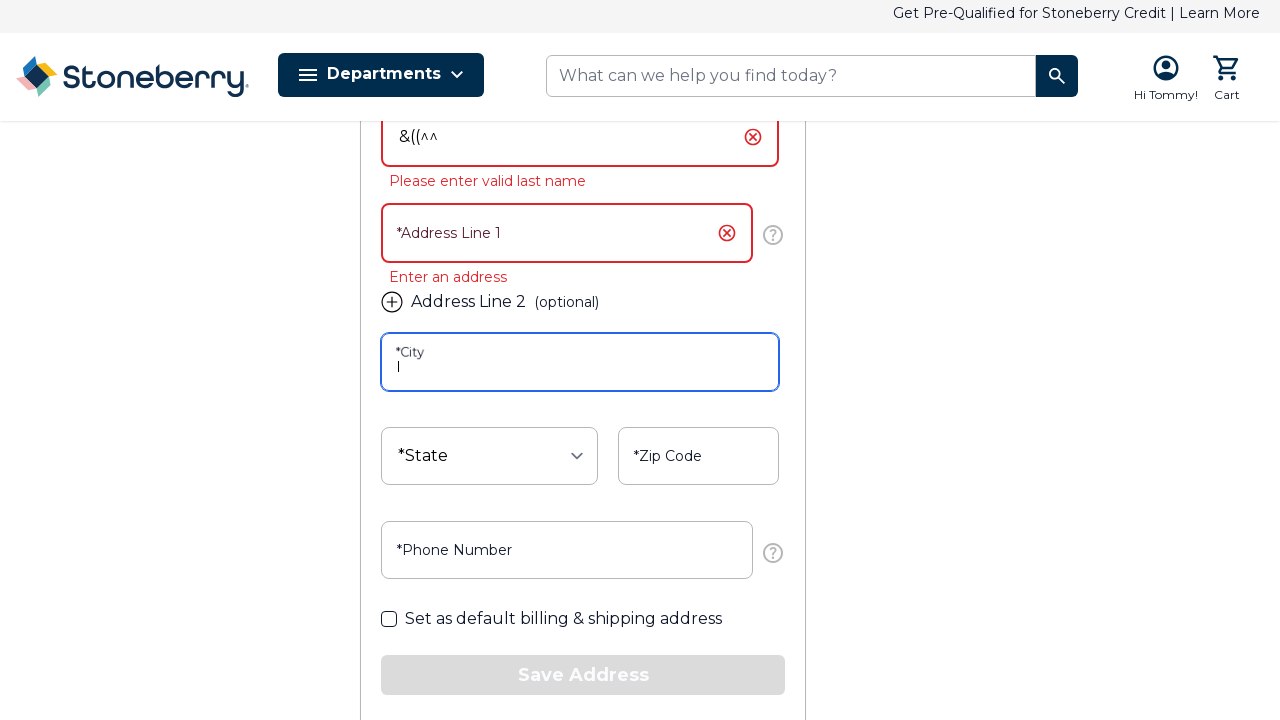 Get Pre-Qualified for Stoneberry Credit | Learn More
Stoneberry®
Departments
What can we help you find today?
Hi Tommy!
Cart
&((^^
Please enter valid last name
*Address Line 1
Enter an address
Address Line 2 (optional)
*City
*State
*Zip Code
*Phone Number
Set as default billing & shipping address
Save Address